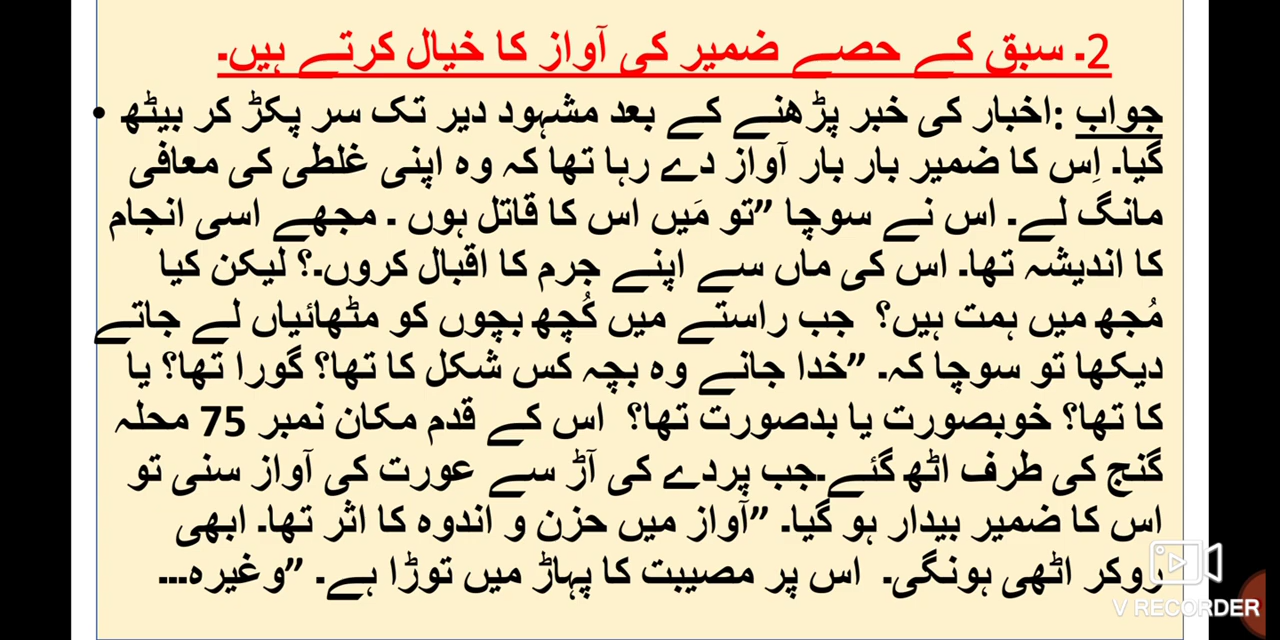 2۔ سبق کے حصے ضمیر کی آواز کا خیال کرتے ہیں۔
• جواب :اخبار کی خبر پڑھنے کے بعد مشہود دیر تک سر پکڑ کر بیٹھ
گیا۔ اِس کا ضمیر بار بار آواز دے رہا تھا کہ وہ اپنی غلطی کی معافی
مانگ لے۔ اس نے سوچا ”تو مَیں اس کا قاتل ہوں ۔ مجھے اسی انجام
کا اندیشہ تھا۔ اس کی ماں سے اپنے جرم کا اقبال کروں۔؟ لیکن کیا
مُجھ میں ہمت ہیں؟ جب راستے میں کُچھ بچوں کو مٹھائیاں لے جاتے
دیکھا تو سوچا کہ۔ ”خدا جانے وہ بچہ کس شکل کا تھا؟ گورا تھا؟ یا
کا تھا؟ خوبصورت یا بدصورت تھا؟ اس کے قدم مکان نمبر 75 محلہ
گنج کی طرف اٹھ گئے۔جب پردے کی آڑ سے عورت کی آواز سنی تو
اس کا ضمیر بیدار ہو گیا۔ ”آواز میں حزن و اندوہ کا اثر تھا۔ ابھی
روکر اٹھی ہونگی۔ اس پر مصیبت کا پہاڑ میں توڑا ہے۔ ”وغیرہ...
V RECORDER